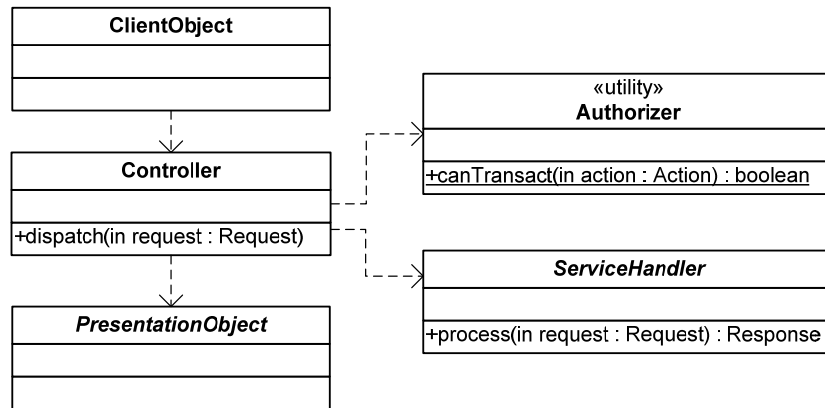 ClientObject
Controller
+dispatch(in request : Request)
PresentationObject
«utility»
Authorizer
+canTransact(in action : Action) : boolean
ServiceHandler
+process(in request : Request) : Response